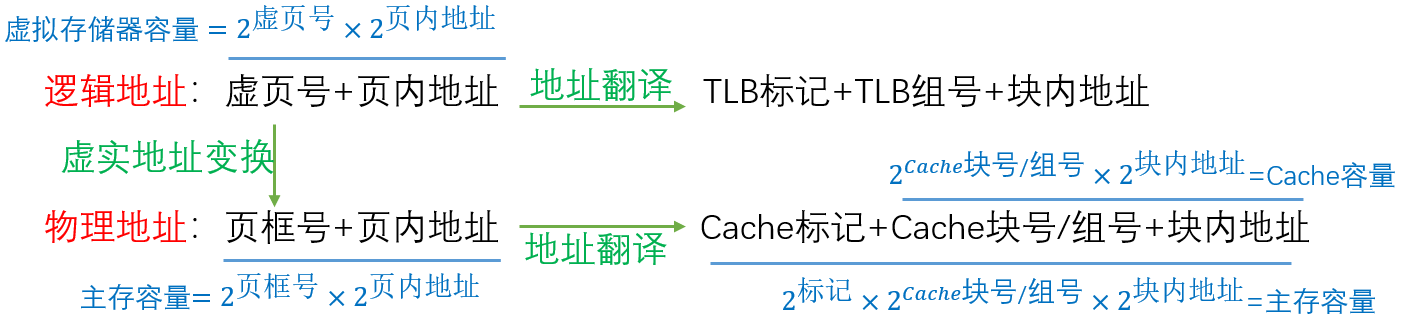 虚拟存储器容量 = 2^虚页号 × 2^页内地址
逻辑地址：虚页号+页内地址 地址翻译 TLB标记+TLB组号+块内地址
虚实地址变换
2^Cache块号/组号 × 2^块内地址=Cache容量
物理地址：页框号+页内地址 地址翻译 Cache标记+Cache块号/组号+块内地址
主存容量= 2^页框号 × 2^页内地址
2^标记 × 2^Cache块号/组号 × 2^块内地址=主存容量